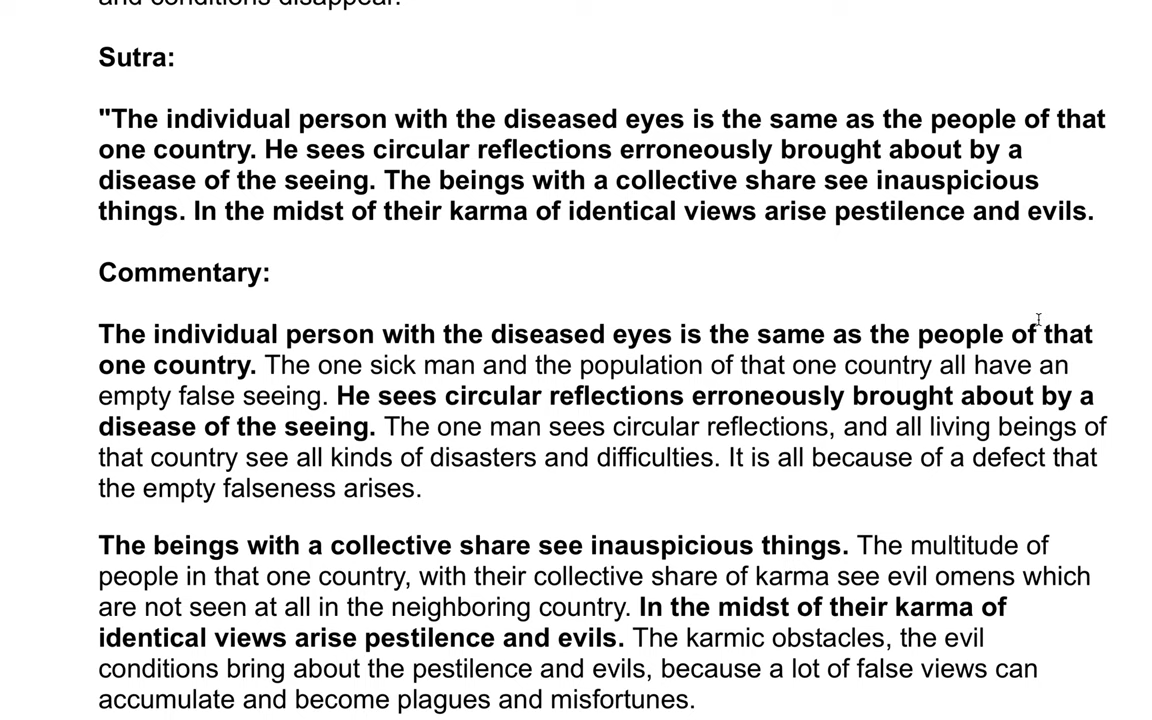 and conditions disappear.
Sutra:
"The individual person with the diseased eyes is the same as the people of that
one country. He sees circular reflections erroneously brought about by a
disease of the seeing. The beings with a collective share see inauspicious
things. In the midst of their karma of identical views arise pestilence and evils.
Commentary:
The individual person with the diseased eyes is the same as the people of that
one country. The one sick man and the population of that one country all have an
empty false seeing. He sees circular reflections erroneously brought about by a
disease of the seeing. The one man sees circular reflections, and all living beings of
that country see all kinds of disasters and difficulties. It is all because of a defect that
the empty falseness arises.
The beings with a collective share see inauspicious things. The multitude of
people in that one country, with their collective share of karma see evil omens which
are not seen at all in the neighboring country. In the midst of their karma of
identical views arise pestilence and evils. The karmic obstacles, the evil
conditions bring about the pestilence and evils, because a lot of false views can
accumulate and become plagues and misfortunes.